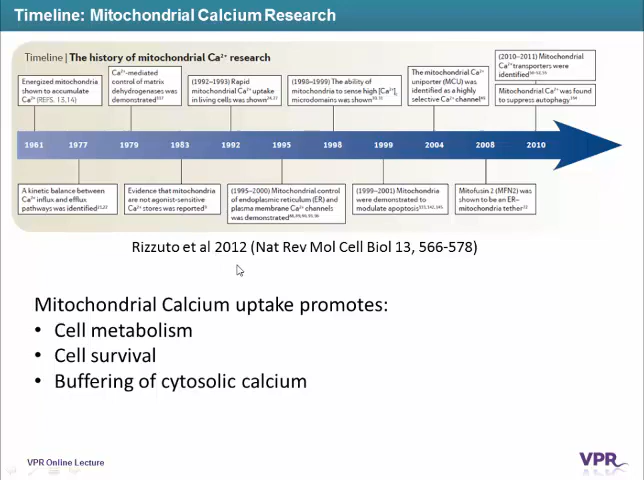 Timeline: Mitochondrial Calcium Research
Timeline | The history of mitochondrial Ca²⁺ research
Energized mitochondria
shown to accumulate
Ca²⁺ (REFS. 13,14)
Ca²⁺-mediated
control of matrix
dehydrogenases was
demonstrated
(1992–1993) Rapid
mitochondrial Ca²⁺ uptake
in living cells was shown
(1998–1999) The ability of
mitochondria to sense high [Ca²⁺]
microdomains was shown
The mitochondrial Ca²⁺
uniporter (MCU) was
identified as a highly
selective Ca²⁺ channel
(2010–2011) Mitochondrial
Ca²⁺ transporters were
identified
Mitochondrial Ca²⁺ was found
to suppress autophagy
1961
1977
1979
1983
1992
1995
1998
1999
2004
2008
2010
A kinetic balance between
Ca²⁺ influx and efflux
pathways was identified
Evidence that mitochondria
are not agonist-sensitive
Ca²⁺ stores was reported
(1995–2000) Mitochondrial control
of endoplasmic reticulum (ER) and
plasma membrane Ca²⁺ channels
was demonstrated
(1999–2001) Mitochondria
were demonstrated to
modulate apoptosis
Mitofusin 2 (MFN2) was
shown to be an ER–
mitochondria tether
Rizzuto et al 2012 (Nat Rev Mol Cell Biol 13, 566-578)
Mitochondrial Calcium uptake promotes:
• Cell metabolism
• Cell survival
• Buffering of cytosolic calcium
VPR Online Lecture
VPR